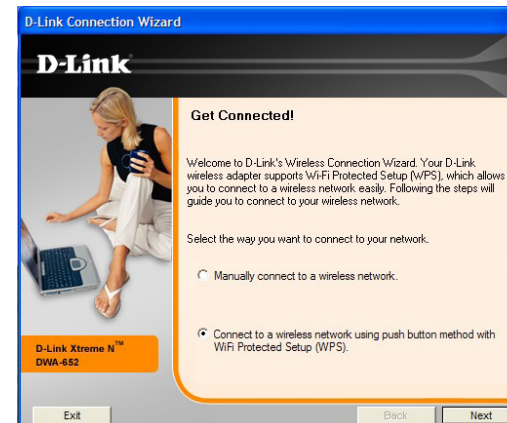 D-Link Connection Wizard
D-Link
Get Connected!
Welcome to D-Link's Wireless Connection Wizard. Your D-Link
wireless adapter supports Wi-Fi Protected Setup (WPS), which allows
you to connect to a wireless network easily. Following the steps will
guide you to connect to your wireless network.
Select the way you want to connect to your network.
Manually connect to a wireless network.
Connect to a wireless network using push button method with
WiFi Protected Setup (WPS).
D-Link Xtreme N™
DWA-652
Exit
Back
Next